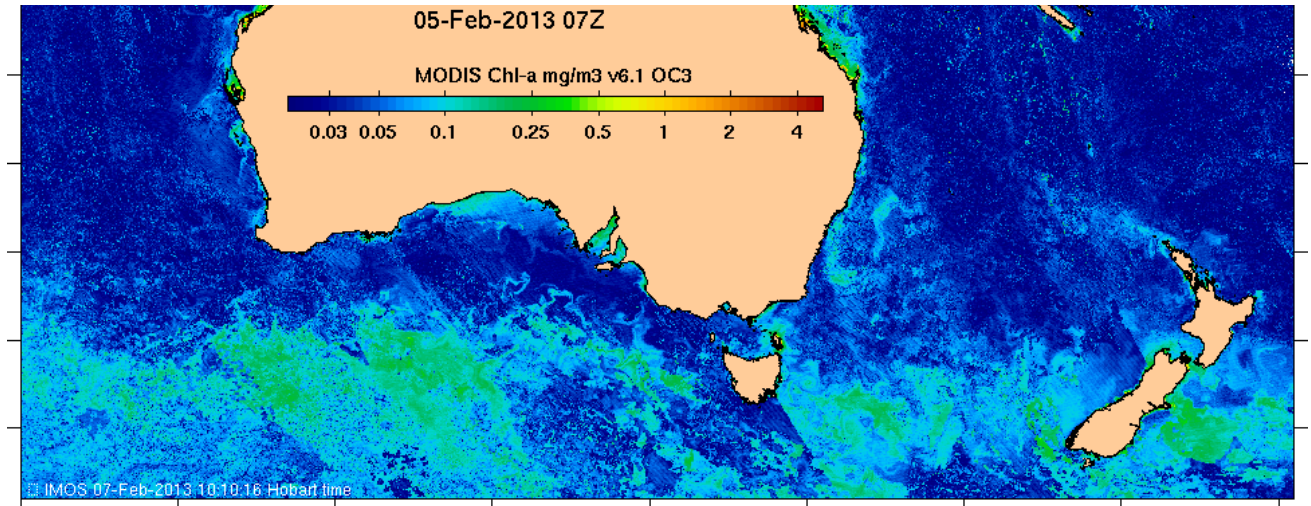 05-Feb-2013 07Z
MODIS Chl-a mg/m3 v6.1 OC3
0.03 0.05 0.1 0.25 0.5 1 2 4
IMOS 07-Feb-2013 10:10:16 Hobart time